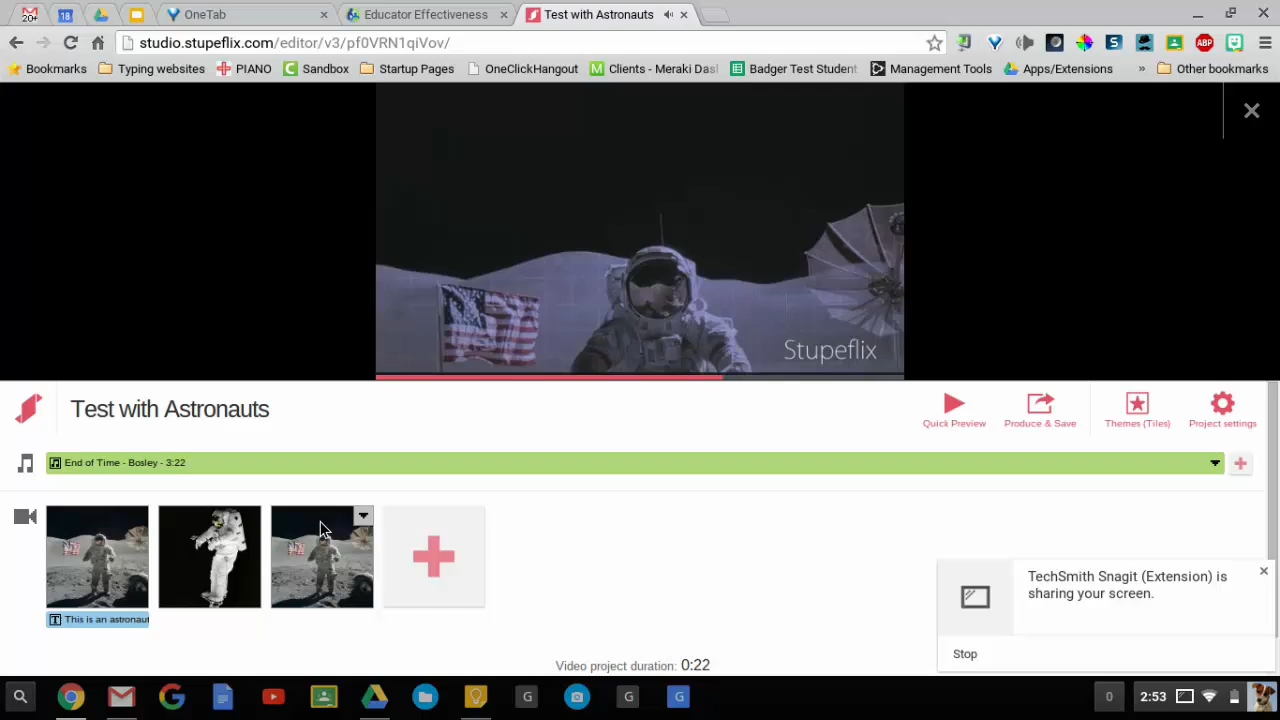 20+
18
OneTab
Educator Effectiveness
Test with Astronauts
studio.stupeflix.com/editor/v3/pf0VRN1qiVov/
ABP
Bookmarks
Typing websites
PIANO
Sandbox
Startup Pages
OneClickHangout
Clients - Meraki Das
Badger Test Student
Management Tools
Apps/Extensions
»
Other bookmarks
Stupeflix
Test with Astronauts
Quick Preview
Produce & Save
Themes (Tiles)
Project settings
End of Time - Bosley - 3:22
T This is an astronaut
TechSmith Snagit (Extension) is
sharing your screen.
Stop
Video project duration: 0:22
G
G
G
0
2:53